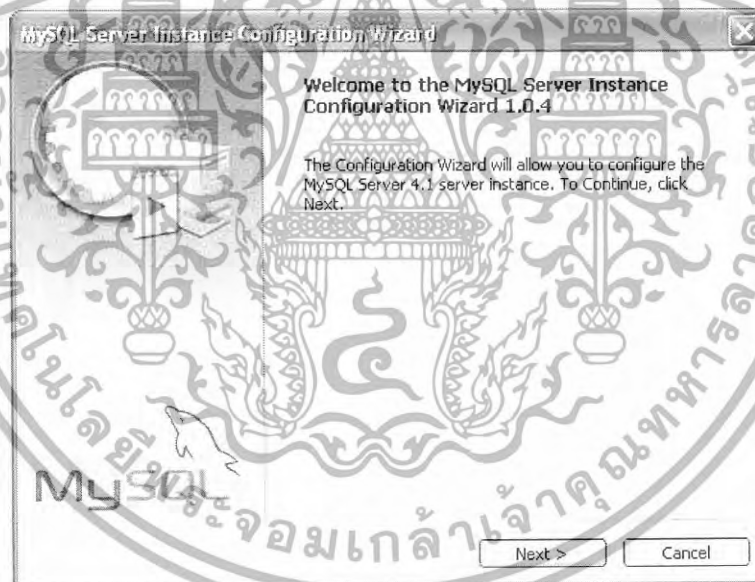 MySQL Server Instance Configuration Wizard
Welcome to the MySQL Server Instance
Configuration Wizard 1.0.4
The Configuration Wizard will allow you to configure the
MySQL Server 4.1 server instance. To Continue, click
Next.
MySQL
Next >
Cancel